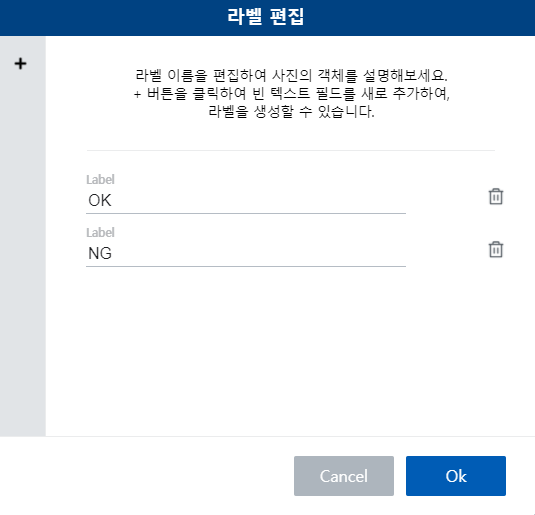 라벨 편집
+
라벨 이름을 편집하여 사진의 객체를 설명해보세요.
+ 버튼을 클릭하여 빈 텍스트 필드를 새로 추가하여,
라벨을 생성할 수 있습니다.
Label
OK
Label
NG
Cancel
Ok